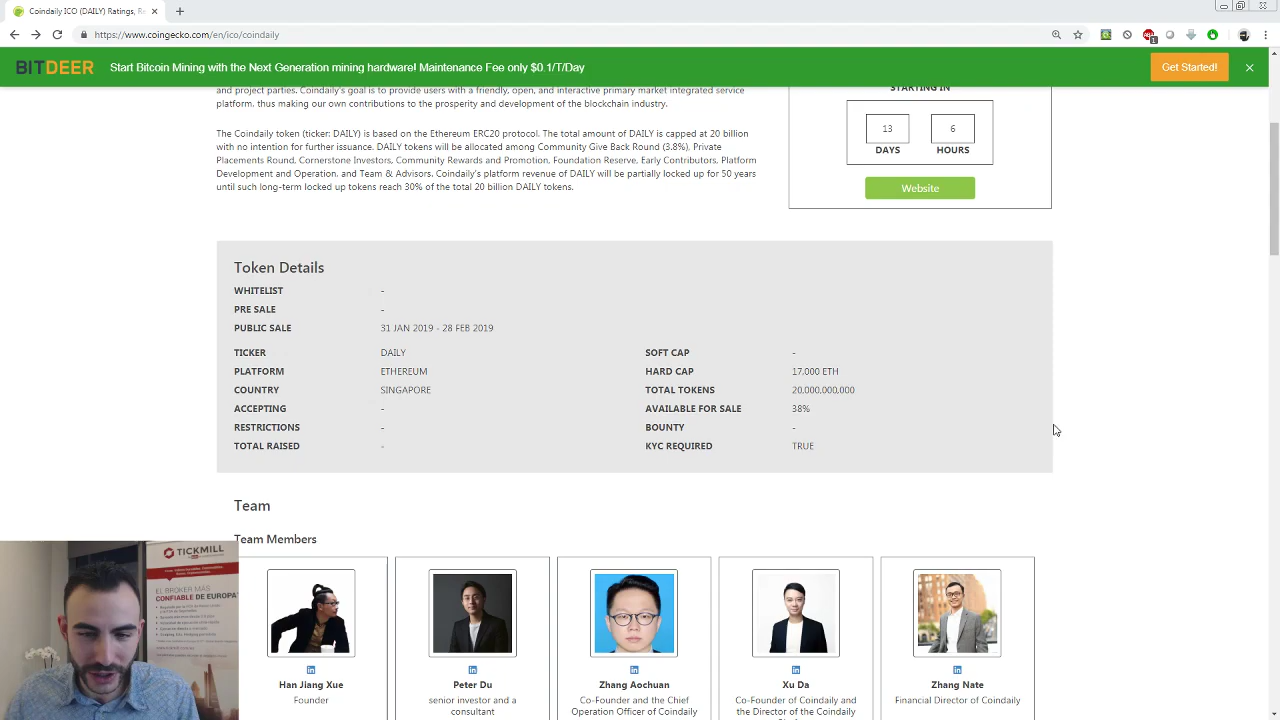 Coindaily ICO (DAILY) Ratings, Re
https://www.coingecko.com/en/ico/coindaily
1
BITDEER
Start Bitcoin Mining with the Next Generation mining hardware! Maintenance Fee only $0.1/T/Day
Get Started!
and project parties. Coindaily's goal is to provide users with a friendly, open, and interactive primary market integrated service
platform, thus making our own contributions to the prosperity and development of the blockchain industry.
The Coindaily token (ticker: DAILY) is based on the Ethereum ERC20 protocol. The total amount of DAILY is capped at 20 billion
with no intention for further issuance. DAILY tokens will be allocated among Community Give Back Round (3.8%), Private
Placements Round, Cornerstone Investors, Community Rewards and Promotion, Foundation Reserve, Early Contributors, Platform
Development and Operation, and Team & Advisors. Coindaily's platform revenue of DAILY will be partially locked up for 50 years
until such long-term locked up tokens reach 30% of the total 20 billion DAILY tokens.
STARTING IN
13 6
DAYS HOURS
Website
Token Details
WHITELIST -
PRE SALE -
PUBLIC SALE 31 JAN 2019 - 28 FEB 2019
TICKER DAILY
PLATFORM ETHEREUM
COUNTRY SINGAPORE
ACCEPTING -
RESTRICTIONS -
TOTAL RAISED -
SOFT CAP -
HARD CAP 17.000 ETH
TOTAL TOKENS 20,000,000,000
AVAILABLE FOR SALE 38%
BOUNTY -
KYC REQUIRED TRUE
Team
Team Members
Han Jiang Xue
Founder
Peter Du
senior investor and a
consultant
Zhang Aochuan
Co-Founder and the Chief
Operation Officer of Coindaily
Xu Da
Co-Founder of Coindaily and
the Director of the Coindaily
Zhang Nate
Financial Director of Coindaily
TICKMILL
EL BRÓKER MÁS
CONFIABLE DE EUROPA